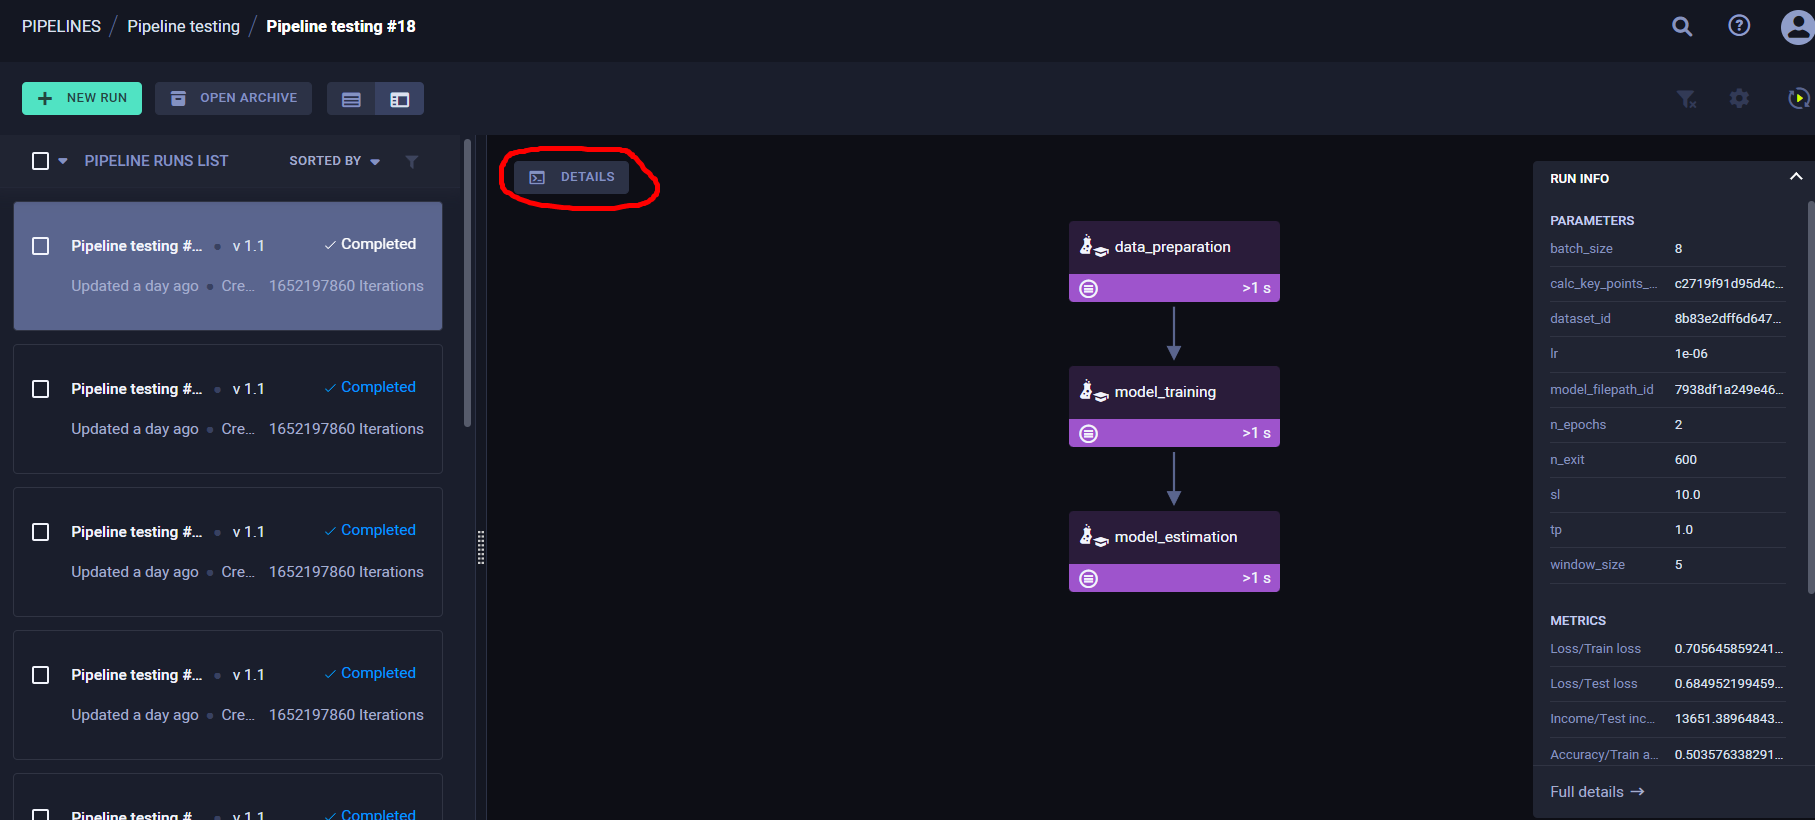 PIPELINES / Pipeline testing / Pipeline testing #18
NEW RUN
OPEN ARCHIVE
PIPELINE RUNS LIST
SORTED BY
Pipeline testing #... v 1.1 Completed
Updated a day ago Cre... 1652197860 Iterations
Pipeline testing #... v 1.1 Completed
Updated a day ago Cre... 1652197860 Iterations
Pipeline testing #... v 1.1 Completed
Updated a day ago Cre... 1652197860 Iterations
Pipeline testing #... v 1.1 Completed
Updated a day ago Cre... 1652197860 Iterations
Pipeline testing #... v 1.1 Completed
DETAILS
data_preparation
>1 s
model_training
>1 s
model_estimation
>1 s
RUN INFO
PARAMETERS
batch_size 8
calc_key_points_... c2719f91d95d4c...
dataset_id 8b83e2dff6d647...
lr 1e-06
model_filepath_id 7938df1a249e46...
n_epochs 2
n_exit 600
sl 10.0
tp 1.0
window_size 5
METRICS
Loss/Train loss 0.705645859241...
Loss/Test loss 0.684952199459...
Income/Test inc... 13651.38964843...
Accuracy/Train a... 0.503576338291...
Full details →